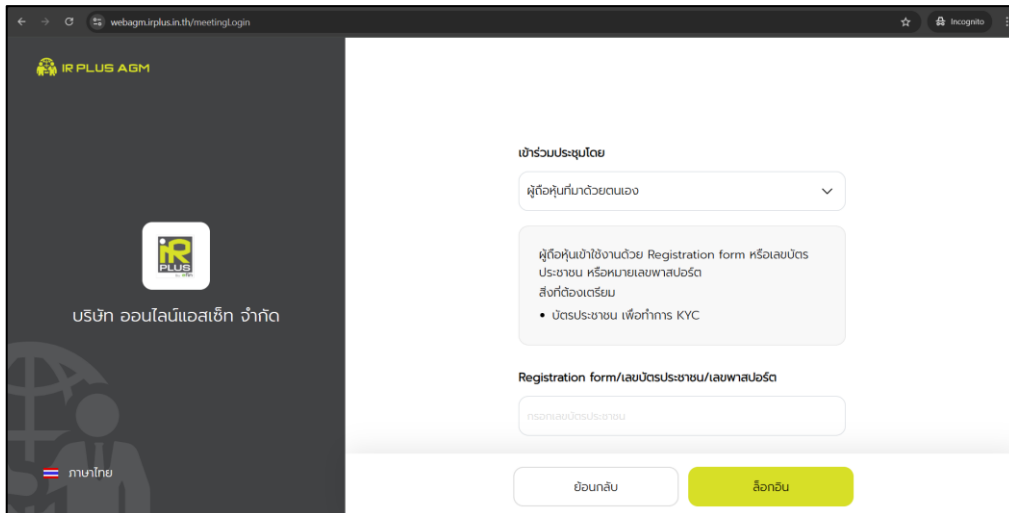 webagm.irplus.in.th/meetingLogin
Incognito
IR PLUS AGM
iR
PLUS
บริษัท ออนไลน์แอสเซ็ท จำกัด
ภาษาไทย
เข้าร่วมประชุมโดย
ผู้ถือหุ้นที่มาด้วยตนเอง
ผู้ถือหุ้นเข้าใช้งานด้วย Registration form หรือเลขบัตร
ประชาชน หรือหมายเลขพาสปอร์ต
สิ่งที่ต้องเตรียม
• บัตรประชาชน เพื่อทำการ KYC
Registration form/เลขบัตรประชาชน/เลขพาสปอร์ต
กรอกเลขบัตรประชาชน
ย้อนกลับ
ล็อกอิน